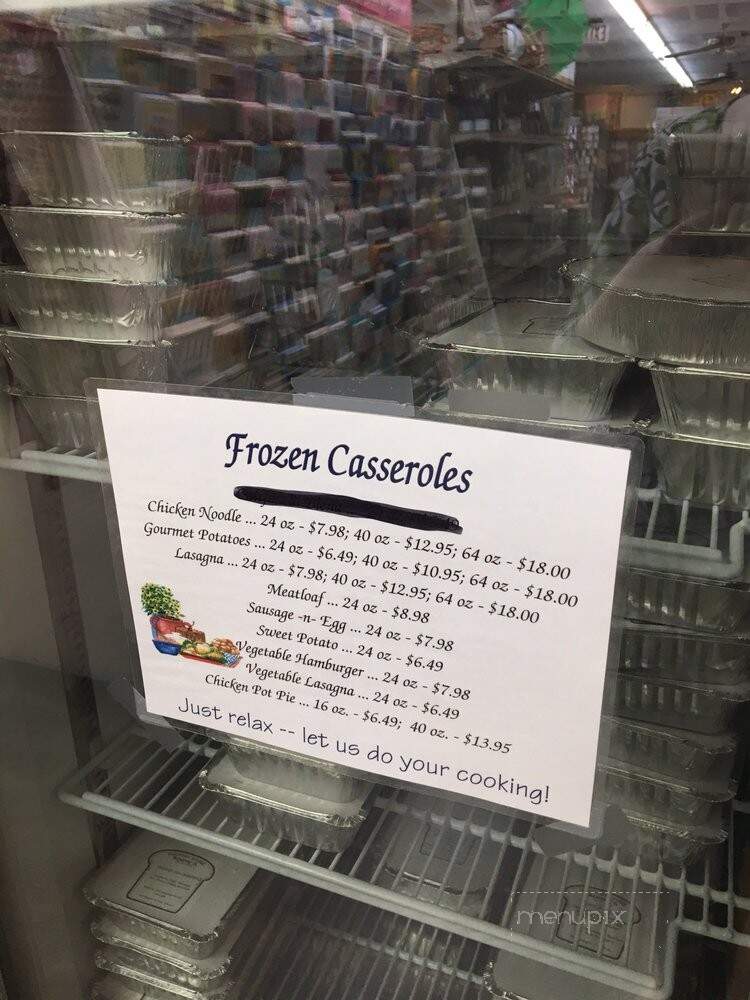 Frozen Casseroles
Chicken Noodle ... 24 oz - $7.98; 40 oz - $12.95; 64 oz - $18.00
Gourmet Potatoes ... 24 oz - $6.49; 40 oz - $10.95; 64 oz - $18.00
Lasagna ... 24 oz - $7.98; 40 oz - $12.95; 64 oz - $18.00
Meatloaf ... 24 oz - $8.98
Sausage -n- Egg ... 24 oz - $7.98
Sweet Potato ... 24 oz - $6.49
Vegetable Hamburger ... 24 oz - $7.98
Vegetable Lasagna ... 24 oz - $6.49
Chicken Pot Pie ... 16 oz. - $6.49; 40 oz. - $13.95
Just relax -- let us do your cooking!
menupix